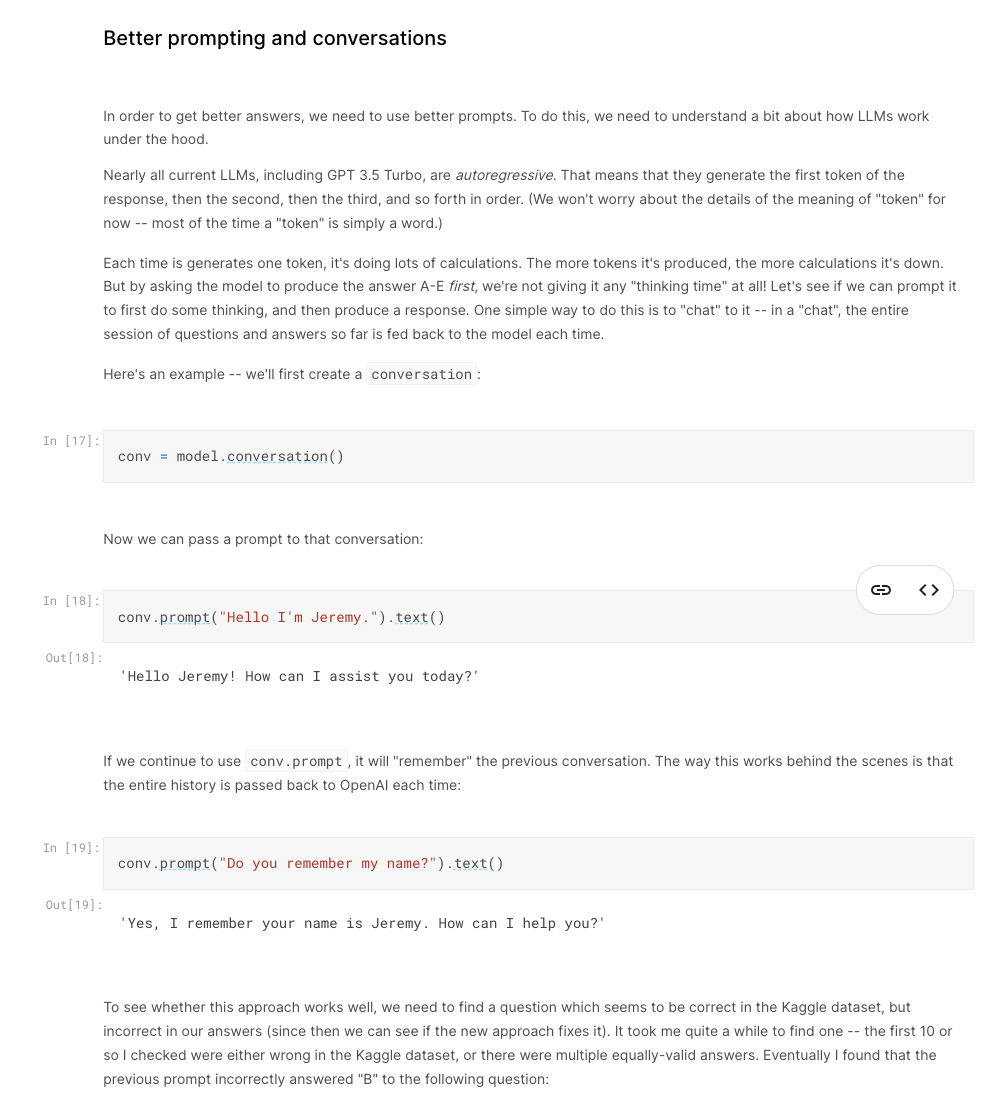 Better prompting and conversations
In order to get better answers, we need to use better prompts. To do this, we need to understand a bit about how LLMs work
under the hood.
Nearly all current LLMs, including GPT 3.5 Turbo, are autoregressive. That means that they generate the first token of the
response, then the second, then the third, and so forth in order. (We won't worry about the details of the meaning of "token" for
now -- most of the time a "token" is simply a word.)
Each time is generates one token, it's doing lots of calculations. The more tokens it's produced, the more calculations it's down.
But by asking the model to produce the answer A-E first, we're not giving it any "thinking time" at all! Let's see if we can prompt it
to first do some thinking, and then produce a response. One simple way to do this is to "chat" to it -- in a "chat", the entire
session of questions and answers so far is fed back to the model each time.
Here's an example -- we'll first create a conversation:
In [17]:
conv = model.conversation()
Now we can pass a prompt to that conversation:
In [18]:
conv.prompt("Hello I'm Jeremy.").text()
Out[18]:
'Hello Jeremy! How can I assist you today?'
If we continue to use conv.prompt, it will "remember" the previous conversation. The way this works behind the scenes is that
the entire history is passed back to OpenAI each time:
In [19]:
conv.prompt("Do you remember my name?").text()
Out[19]:
'Yes, I remember your name is Jeremy. How can I help you?'
To see whether this approach works well, we need to find a question which seems to be correct in the Kaggle dataset, but
incorrect in our answers (since then we can see if the new approach fixes it). It took me quite a while to find one -- the first 10 or
so I checked were either wrong in the Kaggle dataset, or there were multiple equally-valid answers. Eventually I found that the
previous prompt incorrectly answered "B" to the following question: